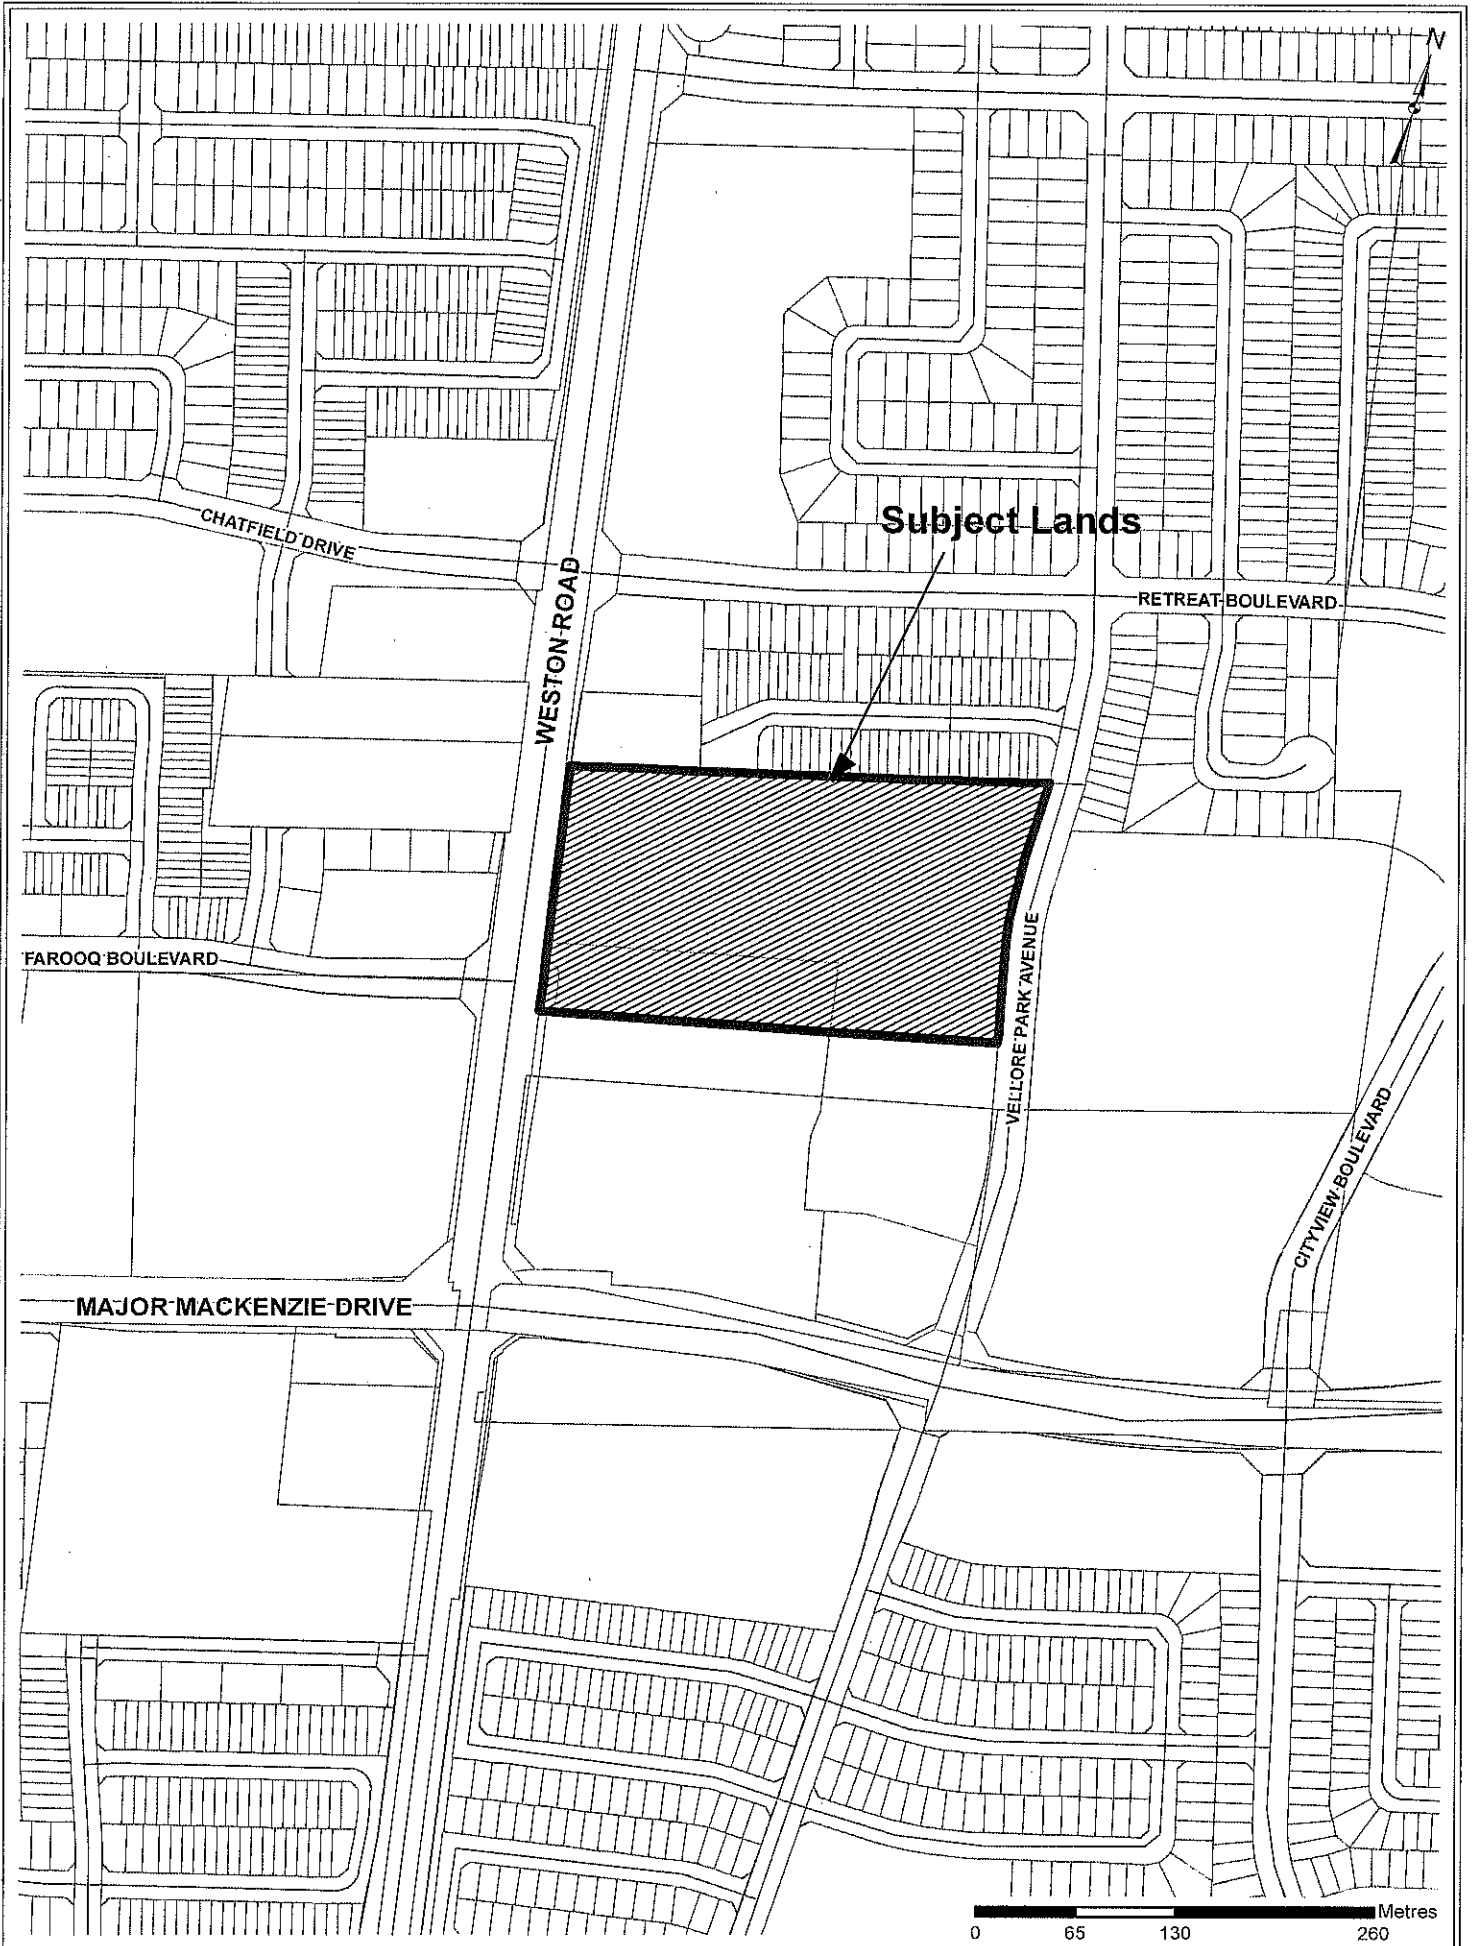 N
Subject Lands
CHATFIELD DRIVE
RETREAT BOULEVARD
WESTON ROAD
FAROOQ BOULEVARD
VELLORE PARK AVENUE
CITYVIEW BOULEVARD
MAJOR MACKENZIE DRIVE
Metres
0 65 130 260